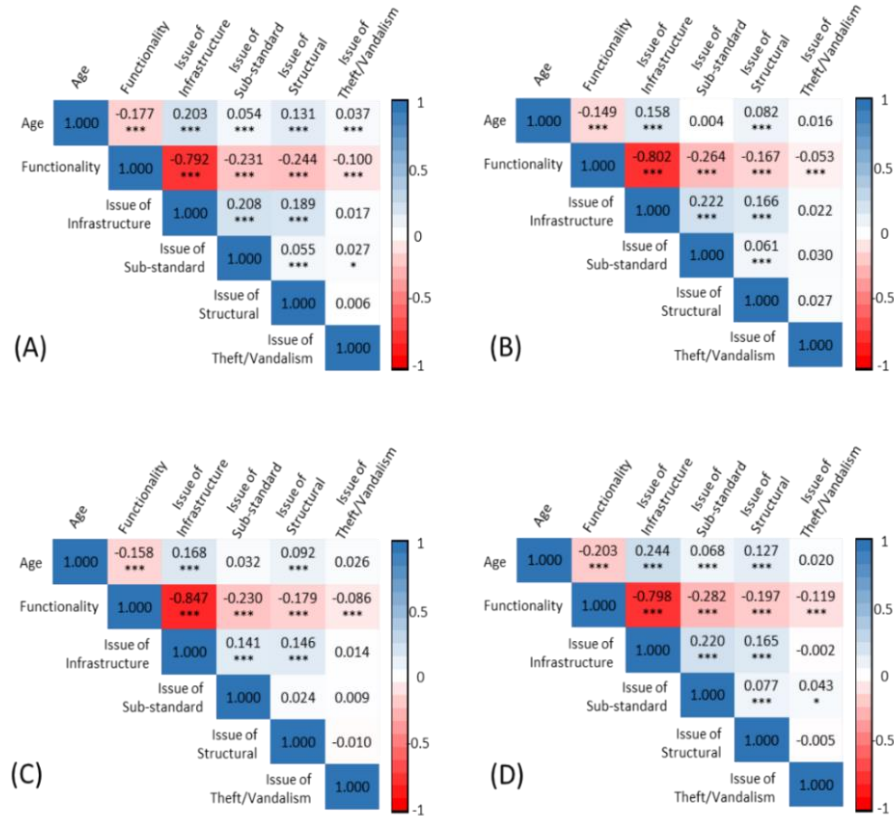 Age
Functionality
Issue of
Infrastructure
Issue of
Sub-standard
Issue of
Structural
Issue of
Theft/Vandalism
Age 1.000 -0.177 0.203 0.054 0.131 0.037
*** *** *** *** ***
Functionality 1.000 -0.792 -0.231 -0.244 -0.100
*** *** *** ***
Issue of
Infrastructure 1.000 0.208 0.189 0.017
*** ***
Issue of
Sub-standard 1.000 0.055 0.027
*** *
Issue of
Structural 1.000 0.006
Issue of
Theft/Vandalism 1.000
1
0.5
0
-0.5
-1
(A)
Age
Functionality
Issue of
Infrastructure
Issue of
Sub-standard
Issue of
Structural
Issue of
Theft/Vandalism
Age 1.000 -0.149 0.158 0.004 0.082 0.016
*** *** ***
Functionality 1.000 -0.802 -0.264 -0.167 -0.053
*** *** *** ***
Issue of
Infrastructure 1.000 0.222 0.166 0.022
*** ***
Issue of
Sub-standard 1.000 0.061 0.030
***
Issue of
Structural 1.000 0.027
Issue of
Theft/Vandalism 1.000
1
0.5
0
-0.5
-1
(B)
Age
Functionality
Issue of
Infrastructure
Issue of
Sub-standard
Issue of
Structural
Issue of
Theft/Vandalism
Age 1.000 -0.158 0.168 0.032 0.092 0.026
*** *** ***
Functionality 1.000 -0.847 -0.230 -0.179 -0.086
*** *** *** ***
Issue of
Infrastructure 1.000 0.141 0.146 0.014
*** ***
Issue of
Sub-standard 1.000 0.024 0.009
Issue of
Structural 1.000 -0.010
Issue of
Theft/Vandalism 1.000
1
0.5
0
-0.5
-1
(C)
Age
Functionality
Issue of
Infrastructure
Issue of
Sub-standard
Issue of
Structural
Issue of
Theft/Vandalism
Age 1.000 -0.203 0.244 0.068 0.127 0.020
*** *** *** ***
Functionality 1.000 -0.798 -0.282 -0.197 -0.119
*** *** *** ***
Issue of
Infrastructure 1.000 0.220 0.165 -0.002
*** ***
Issue of
Sub-standard 1.000 0.077 0.043
*** *
Issue of
Structural 1.000 -0.005
Issue of
Theft/Vandalism 1.000
1
0.5
0
-0.5
-1
(D)